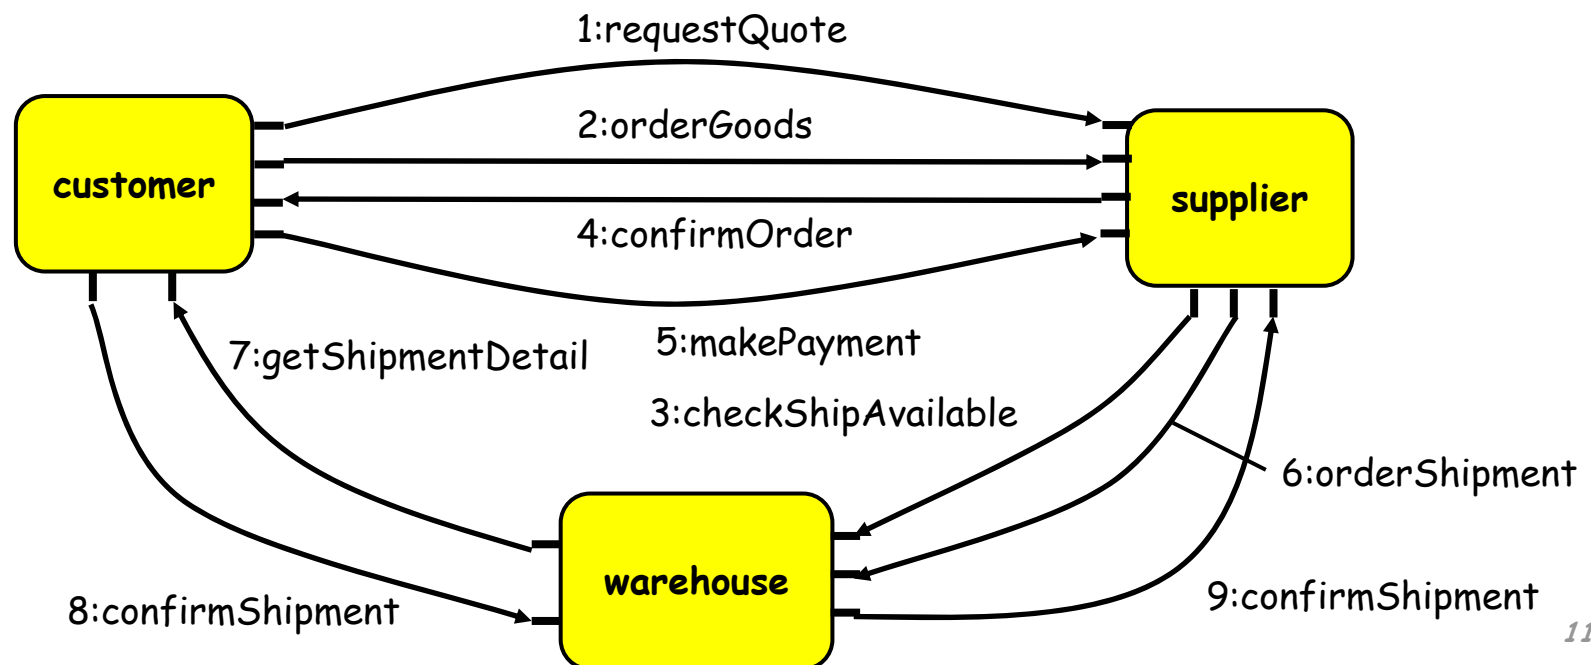 1:requestQuote
2:orderGoods
customer
supplier
4:confirmOrder
5:makePayment
7:getShipmentDetail
3:checkShipAvailable
6:orderShipment
warehouse
8:confirmShipment
9:confirmShipment
11